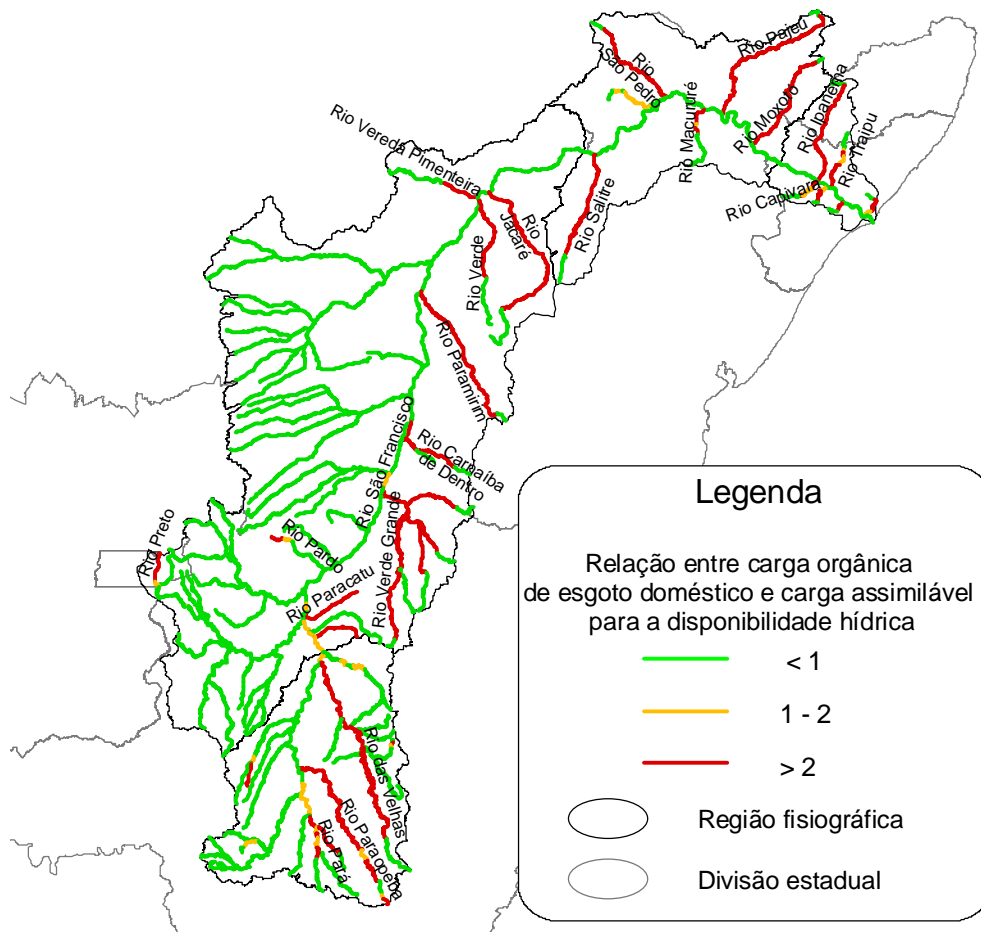 Rio Pajeú
Rio
São Pedro
Rio Moxotó
Rio Ipanema
Rio Traipu
Rio Macururé
Rio Capivara
Rio Vereda Pimenteira
Rio Salitre
Rio
Jacaré
Rio Verde
Rio Paramirim
Rio São Francisco
Rio Carnaíba
de Dentro
Rio Verde Grande
Rio Preto
Rio Pardo
Rio Paracatu
Rio das Velhas
Rio Paraopeba
Rio Pará
Legenda
Relação entre carga orgânica
de esgoto doméstico e carga assimilável
para a disponibilidade hídrica
< 1
1 - 2
> 2
Região fisiográfica
Divisão estadual